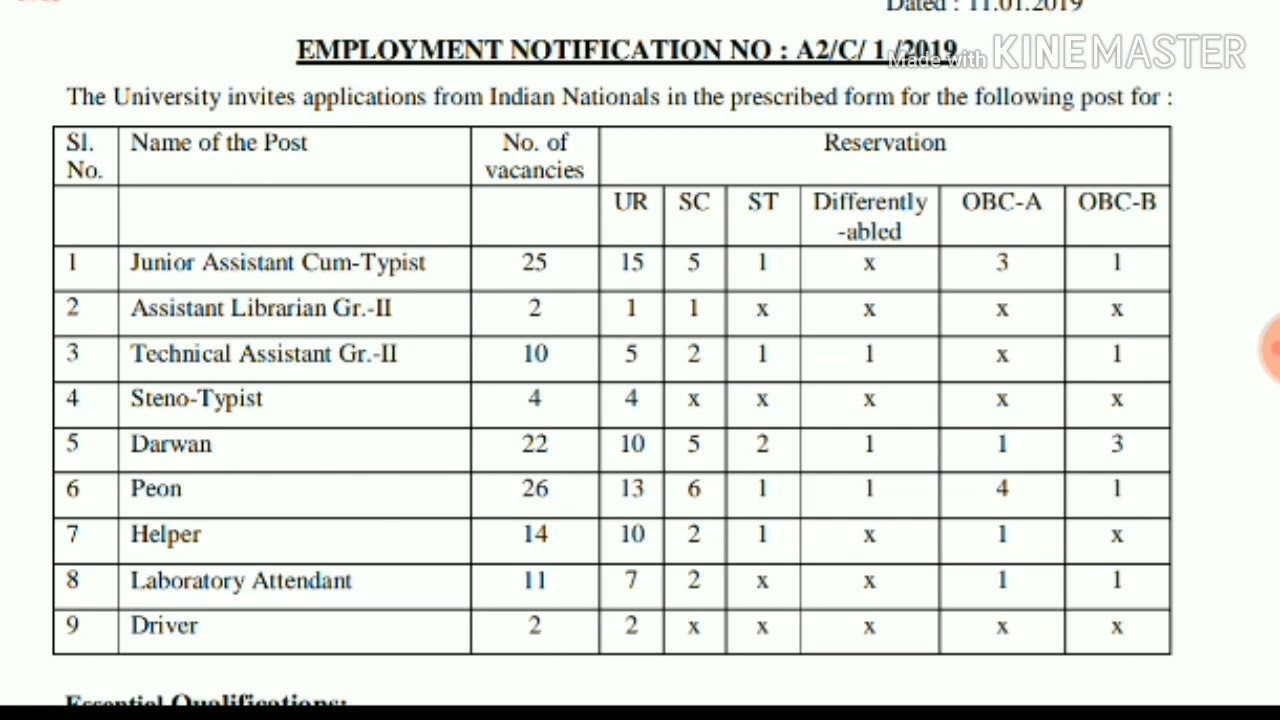 Dated : 11.01.2019
EMPLOYMENT NOTIFICATION NO : A2/C/ 1 /2019
Made with KINEMASTER
The University invites applications from Indian Nationals in the prescribed form for the following post for :
Sl. No. Name of the Post No. of vacancies Reservation
UR SC ST Differently -abled OBC-A OBC-B
1 Junior Assistant Cum-Typist 25 15 5 1 x 3 1
2 Assistant Librarian Gr.-II 2 1 1 x x x x
3 Technical Assistant Gr.-II 10 5 2 1 1 x 1
4 Steno-Typist 4 4 x x x x x
5 Darwan 22 10 5 2 1 1 3
6 Peon 26 13 6 1 1 4 1
7 Helper 14 10 2 1 x 1 x
8 Laboratory Attendant 11 7 2 x x 1 1
9 Driver 2 2 x x x x x
Essential Qualifications: